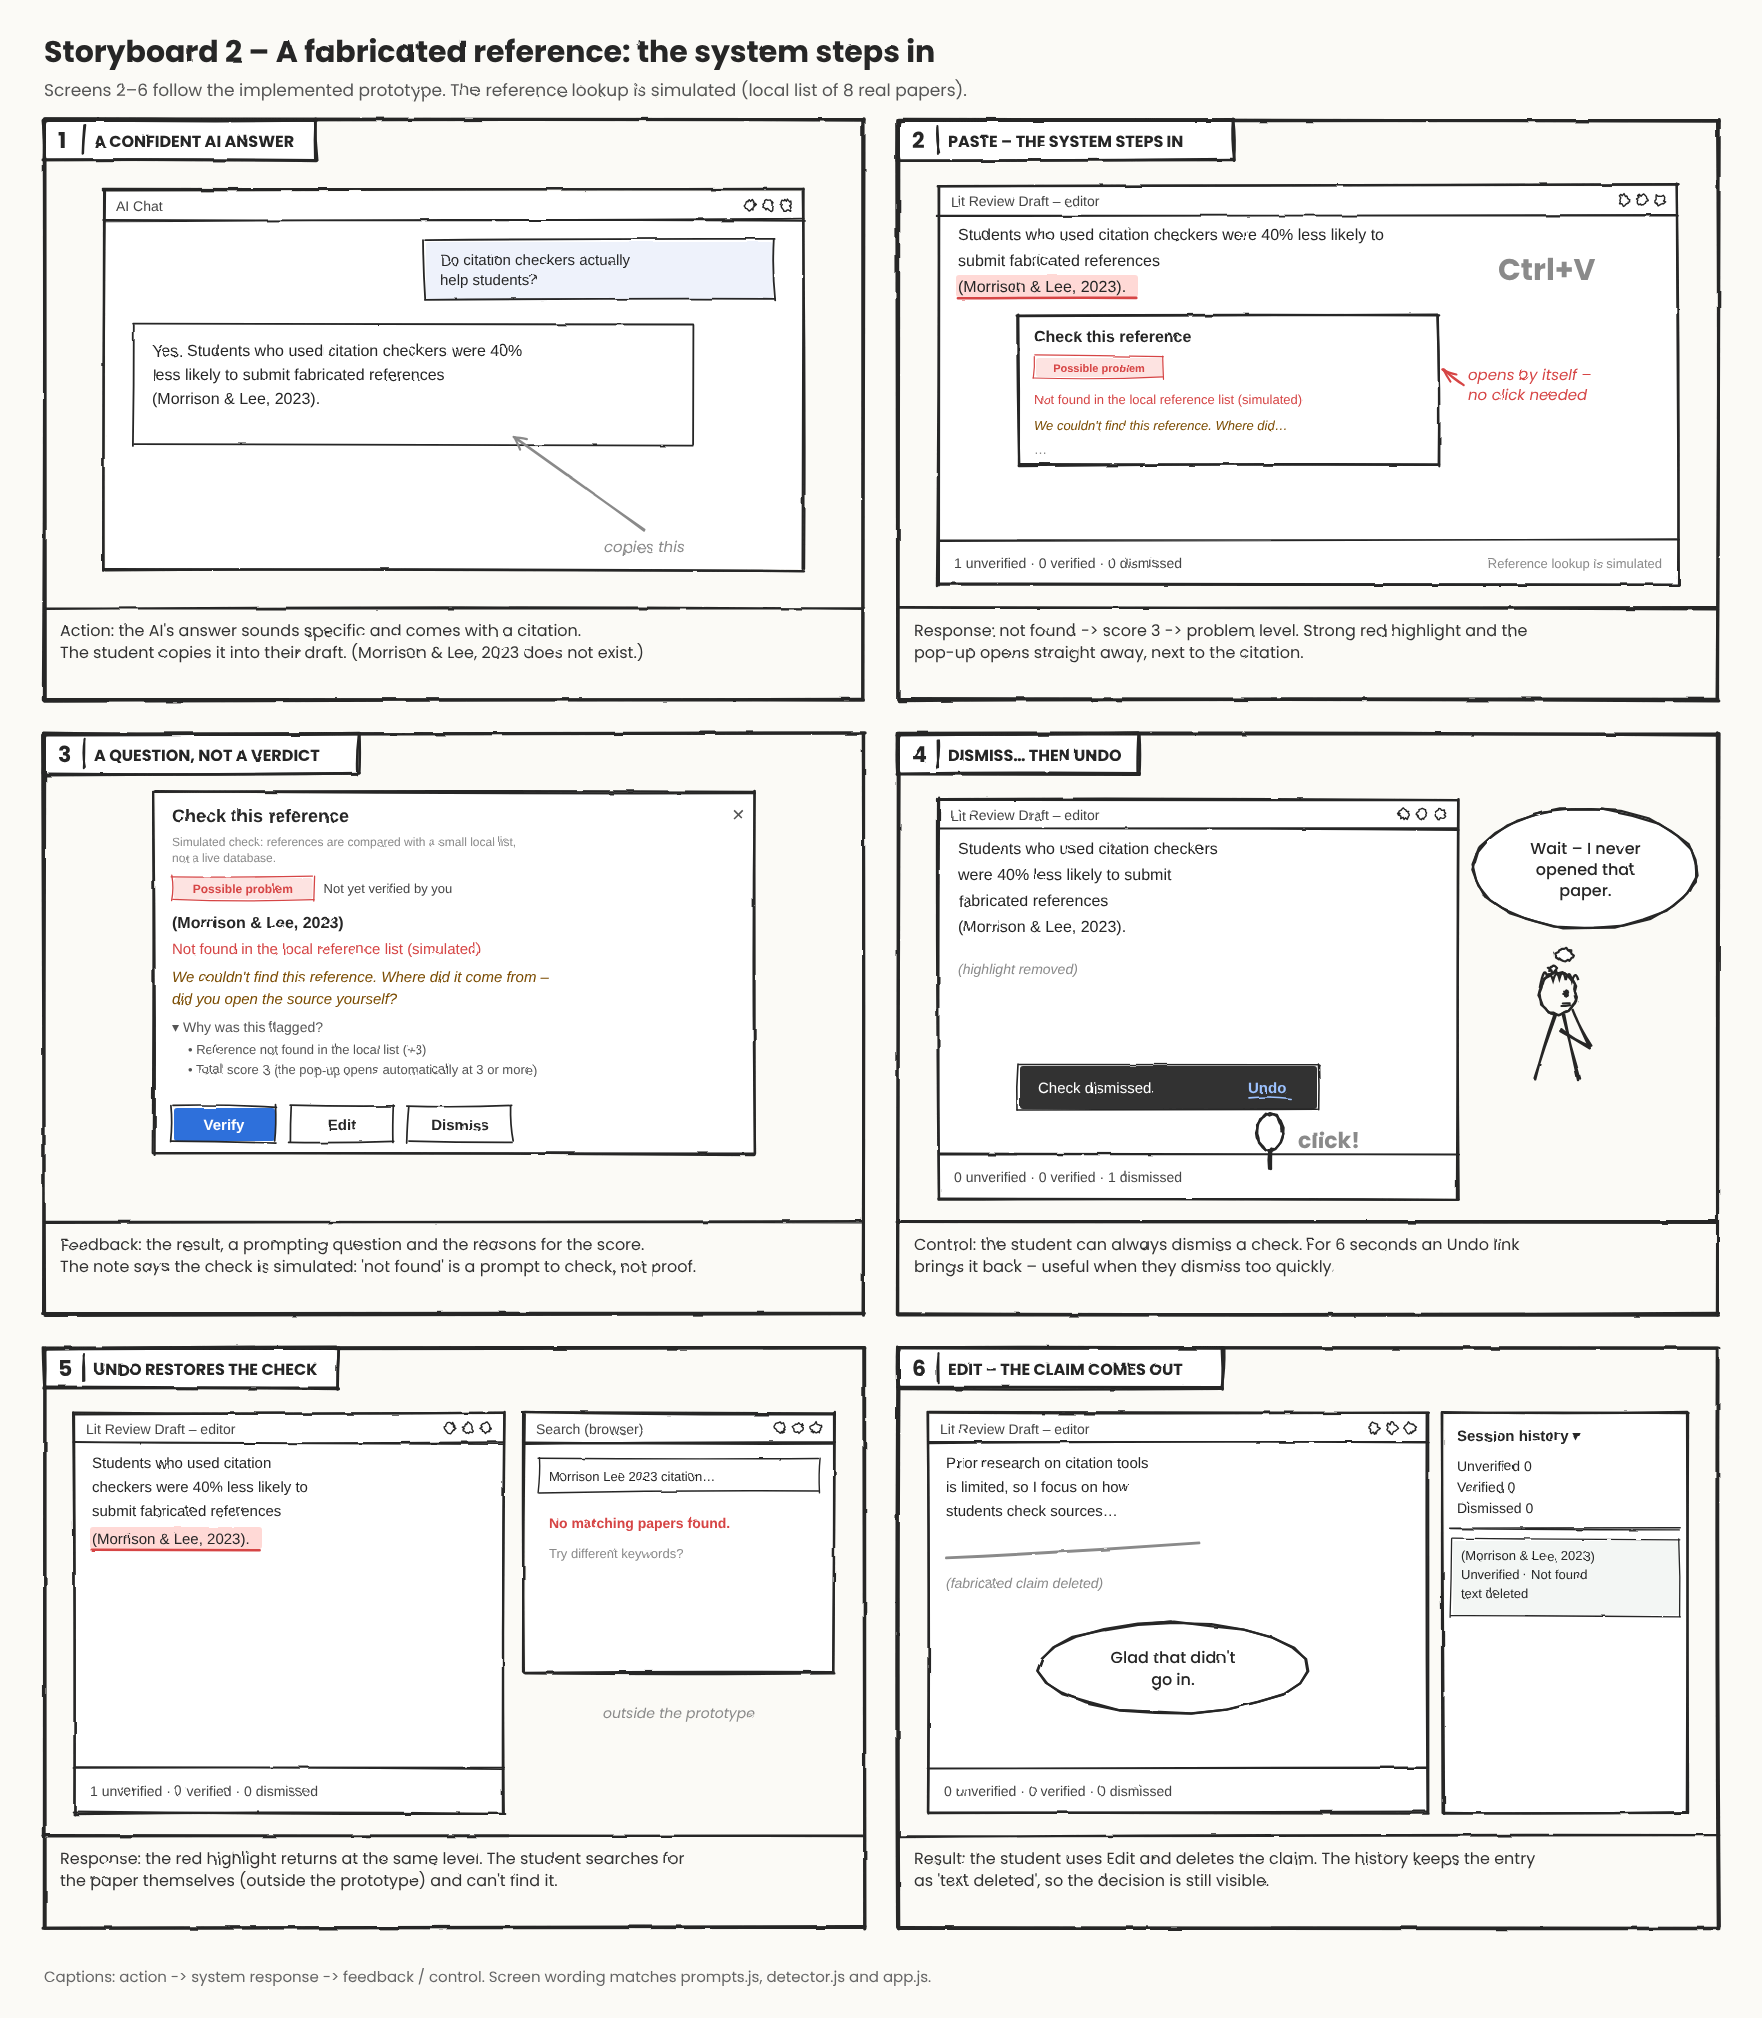 Storyboard 2 – A fabricated reference: the system steps in
Screens 2–6 follow the implemented prototype. The reference lookup is simulated (local list of 8 real papers).
1 A CONFIDENT AI ANSWER
AI Chat
Do citation checkers actually
help students?
Yes. Students who used citation checkers were 40%
less likely to submit fabricated references
(Morrison & Lee, 2023).
copies this
Action: the AI's answer sounds specific and comes with a citation.
The student copies it into their draft. (Morrison & Lee, 2023 does not exist.)
2 PASTE – THE SYSTEM STEPS IN
Lit Review Draft – editor
Students who used citation checkers were 40% less likely to
submit fabricated references
(Morrison & Lee, 2023).
Ctrl+V
Check this reference
Possible problem
Not found in the local reference list (simulated)
We couldn't find this reference. Where did…
…
opens by itself –
no click needed
1 unverified · 0 verified · 0 dismissed
Reference lookup is simulated
Response: not found -> score 3 -> problem level. Strong red highlight and the
pop-up opens straight away, next to the citation.
3 A QUESTION, NOT A VERDICT
Check this reference ✕
Simulated check: references are compared with a small local list,
not a live database.
Possible problem Not yet verified by you
(Morrison & Lee, 2023)
Not found in the local reference list (simulated)
We couldn't find this reference. Where did it come from –
did you open the source yourself?
▾ Why was this flagged?
• Reference not found in the local list (+3)
• Total score 3 (the pop-up opens automatically at 3 or more)
Verify Edit Dismiss
Feedback: the result, a prompting question and the reasons for the score.
The note says the check is simulated: 'not found' is a prompt to check, not proof.
4 DISMISS... THEN UNDO
Lit Review Draft – editor
Students who used citation checkers
were 40% less likely to submit
fabricated references
(Morrison & Lee, 2023).
(highlight removed)
Wait – I never
opened that
paper.
Check dismissed. Undo
click!
0 unverified · 0 verified · 1 dismissed
Control: the student can always dismiss a check. For 6 seconds an Undo link
brings it back – useful when they dismiss too quickly.
5 UNDO RESTORES THE CHECK
Lit Review Draft – editor
Students who used citation
checkers were 40% less likely to
submit fabricated references
(Morrison & Lee, 2023).
1 unverified · 0 verified · 0 dismissed
Search (browser)
Morrison Lee 2023 citation…
No matching papers found.
Try different keywords?
outside the prototype
Response: the red highlight returns at the same level. The student searches for
the paper themselves (outside the prototype) and can't find it.
6 EDIT – THE CLAIM COMES OUT
Lit Review Draft – editor
Prior research on citation tools
is limited, so I focus on how
students check sources…
(fabricated claim deleted)
Glad that didn't
go in.
0 unverified · 0 verified · 0 dismissed
Session history ▾
Unverified 0
Verified 0
Dismissed 0
(Morrison & Lee, 2023)
Unverified · Not found
text deleted
Result: the student uses Edit and deletes the claim. The history keeps the entry
as 'text deleted', so the decision is still visible.
Captions: action -> system response -> feedback / control. Screen wording matches prompts.js, detector.js and app.js.